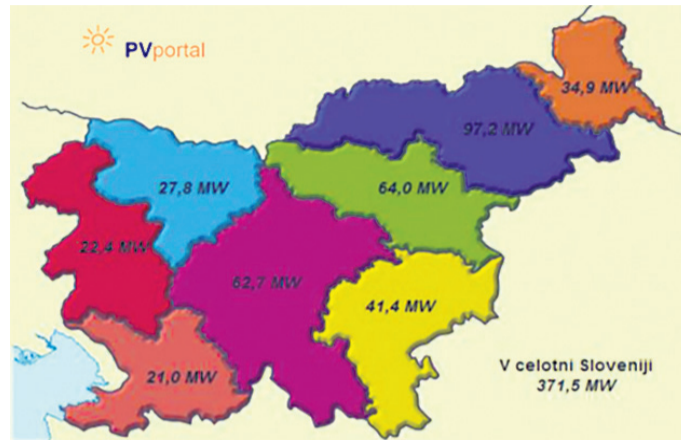 PVportal
34,9 MW
97,2 MW
27,8 MW
64,0 MW
22,4 MW
62,7 MW
41,4 MW
21,0 MW
V celotni Sloveniji
371,5 MW